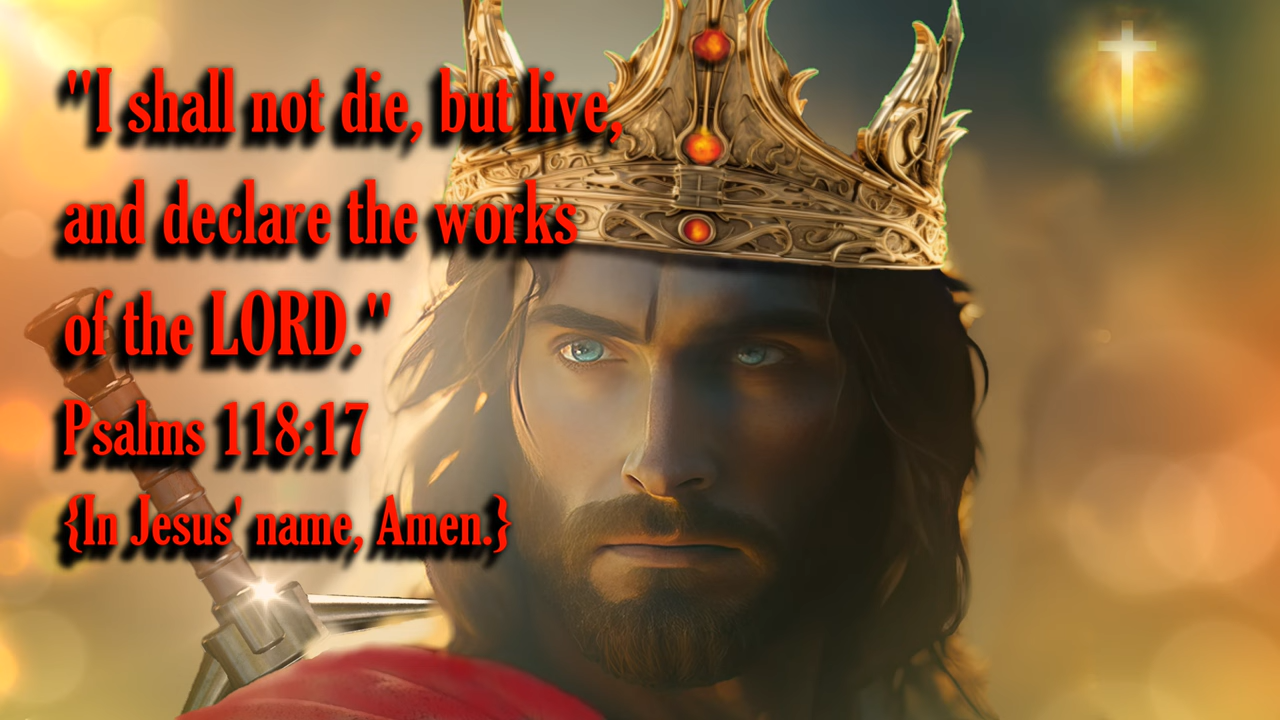 "I shall not die, but live,
and declare the works
of the LORD."
Psalms 118:17
{In Jesus' name, Amen.}